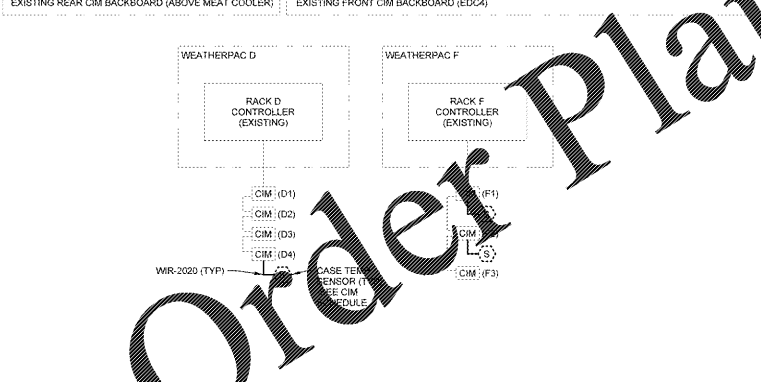 EXISTING REAR CIM BACKBOARD (ABOVE MEAT COOLER)
EXISTING FRONT CIM BACKBOARD (EDC4)
WEATHERPAC D
WEATHERPAC F
RACK D
CONTROLLER
(EXISTING)
RACK F
CONTROLLER
(EXISTING)
CIM (D1)
CIM (D2)
CIM (D3)
CIM (D4)
(F1)
CIM
S
CIM (F3)
WIR-2020 (TYP)
CASE
SENSOR
SEE CIM
SCHEDULE
Order